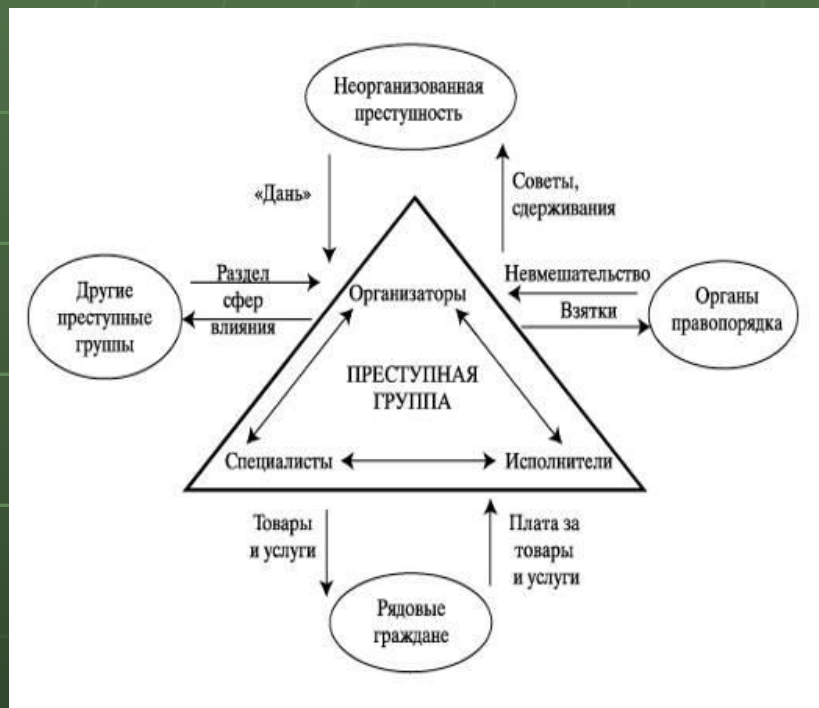 Неорганизованная
преступность
«Дань»
Советы,
сдерживания
Другие
преступные
группы
Раздел
сфер
влияния
Невмешательство
Взятки
Органы
правопорядка
Организаторы
ПРЕСТУПНАЯ
ГРУППА
Специалисты
Исполнители
Товары
и услуги
Плата за
товары
и услуги
Рядовые
граждане